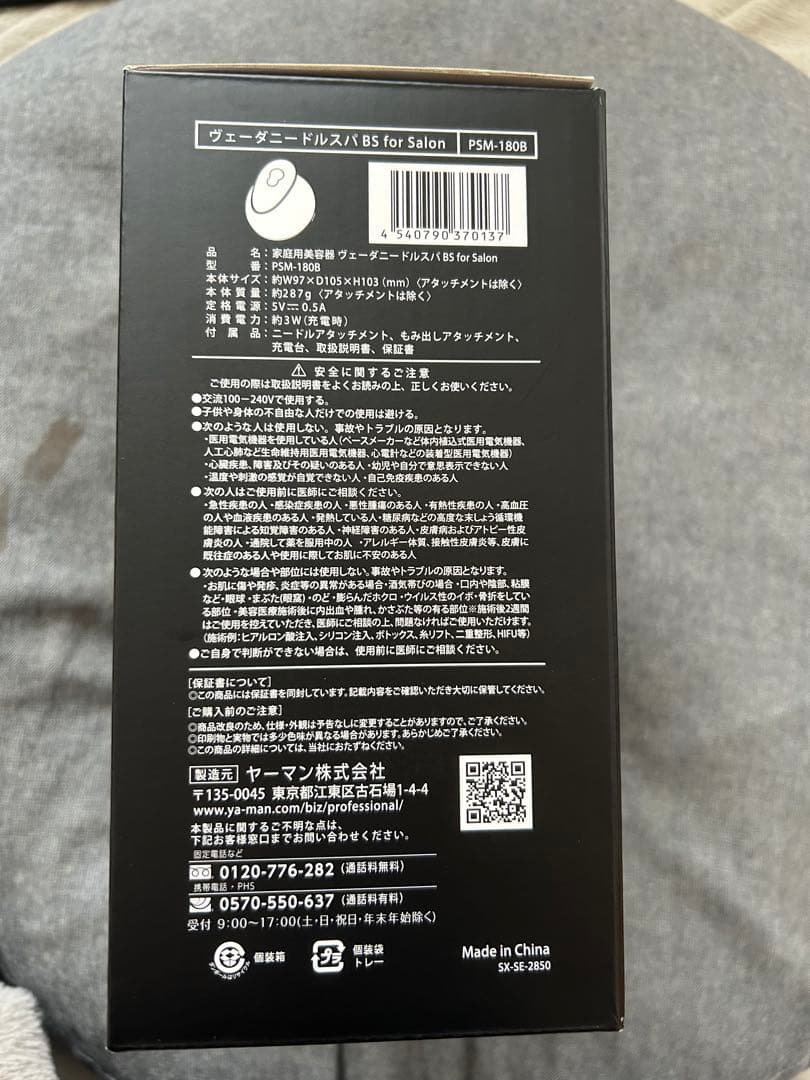 ヴェーダニードルスパ BS for Salon PSM-180B
4 540790 370137
品 名：家庭用美容器 ヴェーダニードルスパ BS for Salon
型 番：PSM-180B
本体サイズ：約W97×D105×H103（mm）〈アタッチメントは除く〉
本体質量：約287g〈アタッチメントは除く〉
定格電源：5V⎓0.5A
消費電力：約3W（充電時）
付属品：ニードルアタッチメント、もみ出しアタッチメント、
充電台、取扱説明書、保証書
⚠ 安全に関するご注意
ご使用の際は取扱説明書をよくお読みの上、正しくお使いください。
●交流100－240Vで使用する。
●子供や身体の不自由な人だけでの使用は避ける。
●次のような人は使用しない。事故やトラブルの原因となります。
・医用電気機器を使用している人（ペースメーカーなど体内植込式医用電気機器、
人工心肺など生命維持用医用電気機器、心電計などの装着型医用電気機器）
・心臓疾患、障害及びその疑いのある人・幼児や自分で意思表示できない人
・温度や刺激の感覚が自覚できない人・自己免疫疾患のある人
●次の人はご使用前に医師にご相談ください。
・急性疾患の人・感染症疾患の人・悪性腫瘍のある人・有熱性疾患の人・高血圧
の人や血液疾患のある人・発熱している人・糖尿病などの高度な末しょう循環機
能障害による知覚障害のある人・神経障害のある人・皮膚病およびアトピー性皮
膚炎の人・通院して薬を服用中の人・アレルギー体質、接触性皮膚炎等、皮膚に
既往症のある人や使用に際してお肌に不安のある人
●次のような場合や部位には使用しない。事故やトラブルの原因となります。
・お肌に傷や発疹、炎症等の異常がある場合・酒気帯びの場合・口内や陰部、粘膜
など・眼球・まぶた（眼窩）・のど・膨らんだホクロ・ウイルス性のイボ・骨折をしてい
る部位・美容医療施術後に内出血や腫れ、かさぶた等の有る部位※施術後2週間
はご使用を控えていただき、医師にご相談の上、問題なければご使用いただけます。
（施術例：ヒアルロン酸注入、シリコン注入、ボトックス、糸リフト、二重整形、HIFU等）
●ご自身で判断ができない場合は、使用前に医師にご相談ください。
［保証書について］
◎この商品には保証書を同封しています。記載内容をご確認いただき大切に保管してください。
［ご購入前のご注意］
◎商品改良のため、仕様・外観は予告なしに変更することがありますので、ご了承ください。
◎印刷物と実物では多少色味が異なる場合があります。あらかじめご了承ください。
◎この商品の詳細については、当社におたずねください。
製造元 ヤーマン株式会社
〒135-0045 東京都江東区古石場1-4-4
www.ya-man.com/biz/professional/
本製品に関するご不明な点は、
下記お客様窓口までお問い合わせください。
固定電話など
0120-776-282（通話料無料）
携帯電話・PHS
0570-550-637（通話料有料）
受付 9:00～17:00（土・日・祝日・年末年始除く）
ダンボールはリサイクル 個装箱
プラ 個装袋
トレー
Made in China
SX-SE-2850